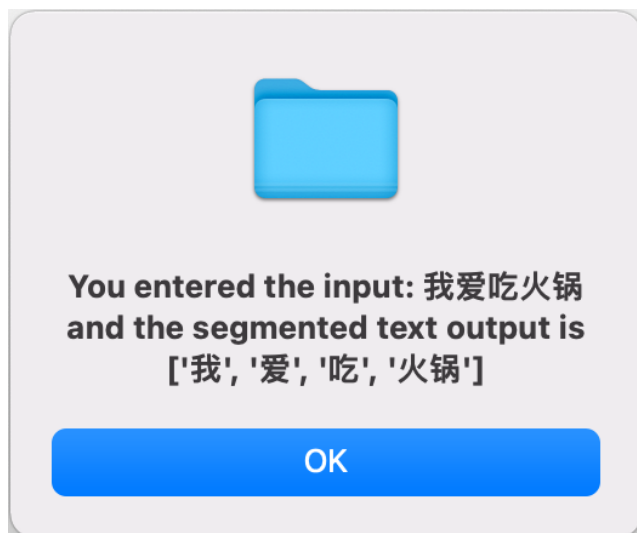 You entered the input: 我爱吃火锅
and the segmented text output is
['我', '爱', '吃', '火锅']
OK